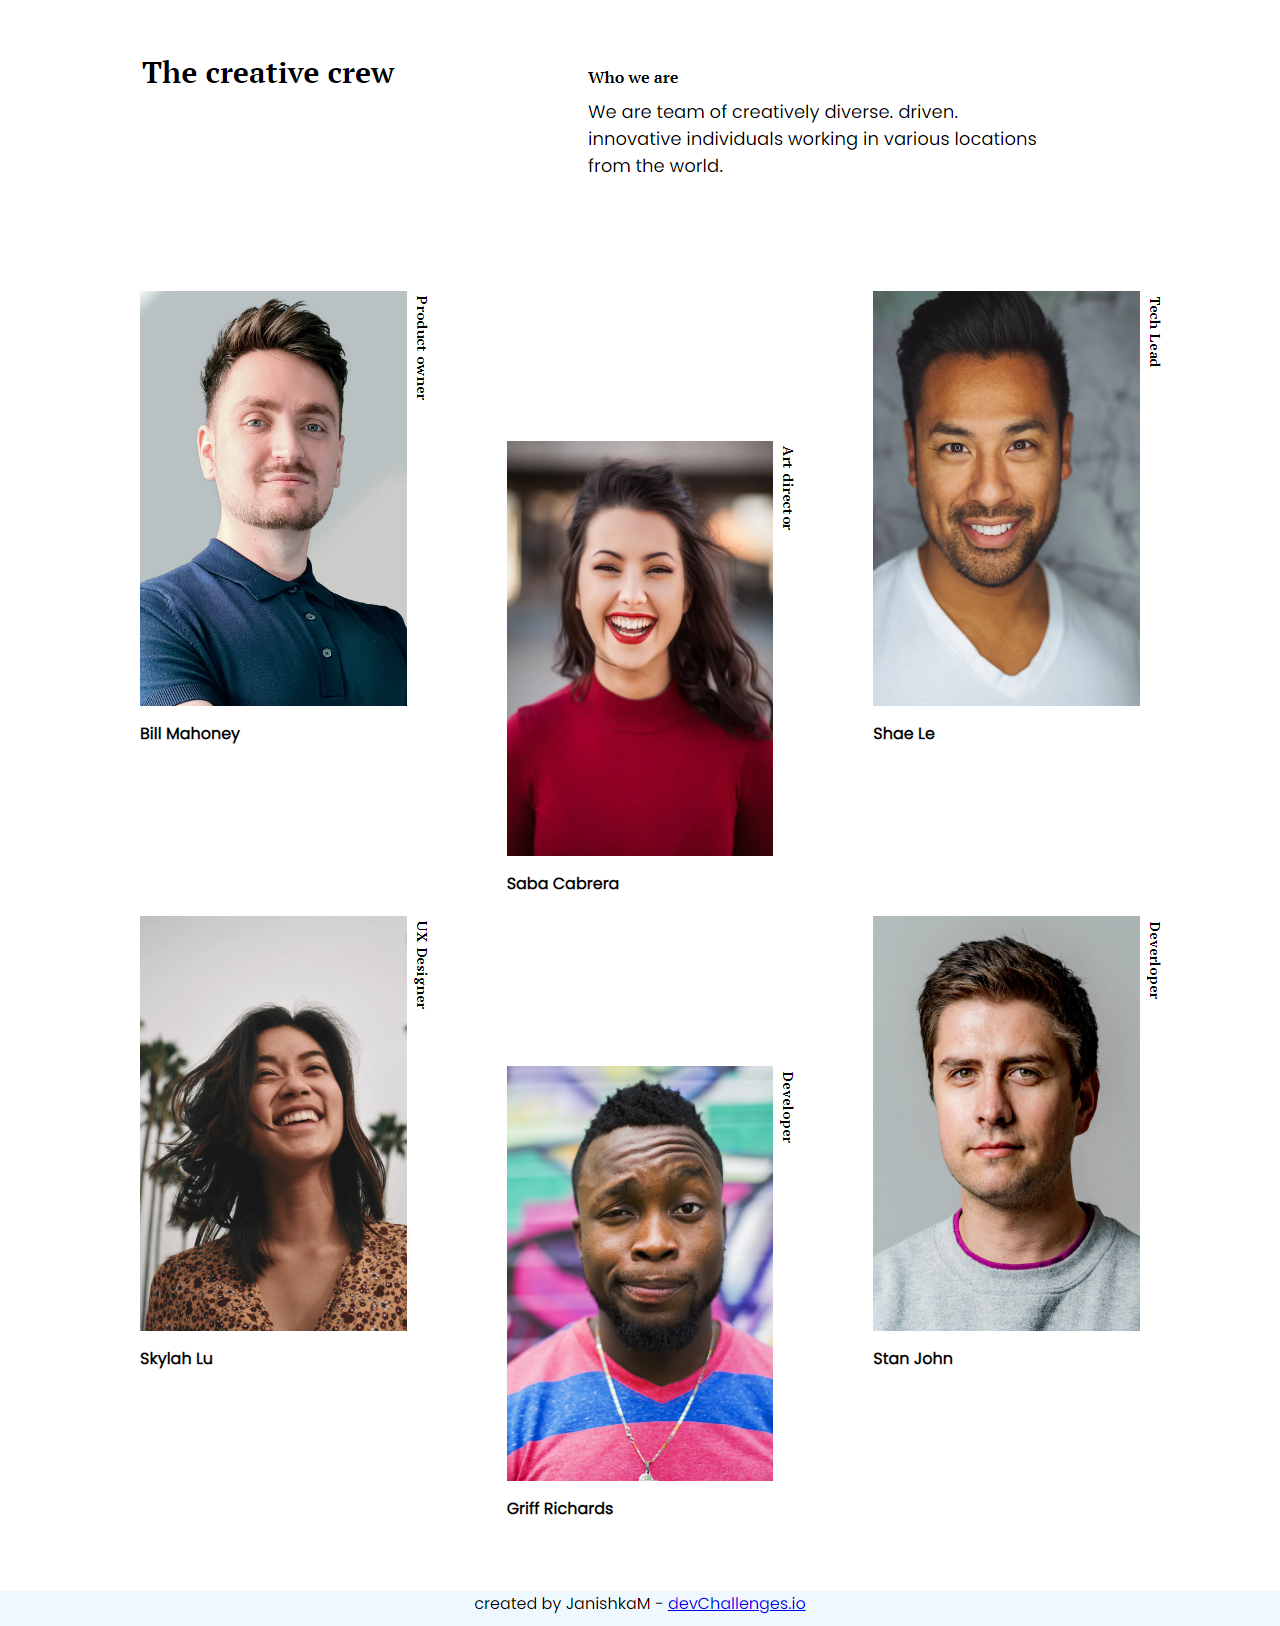 The creative crew
Who we are
We are team of creatively diverse. driven.
innovative individuals working in various locations
from the world.
Product owner
Bill Mahoney
Art director
Saba Cabrera
Tech Lead
Shae Le
UX Designer
Skylah Lu
Developer
Griff Richards
Deverloper
Stan John
created by JanishkaM - devChallenges.io